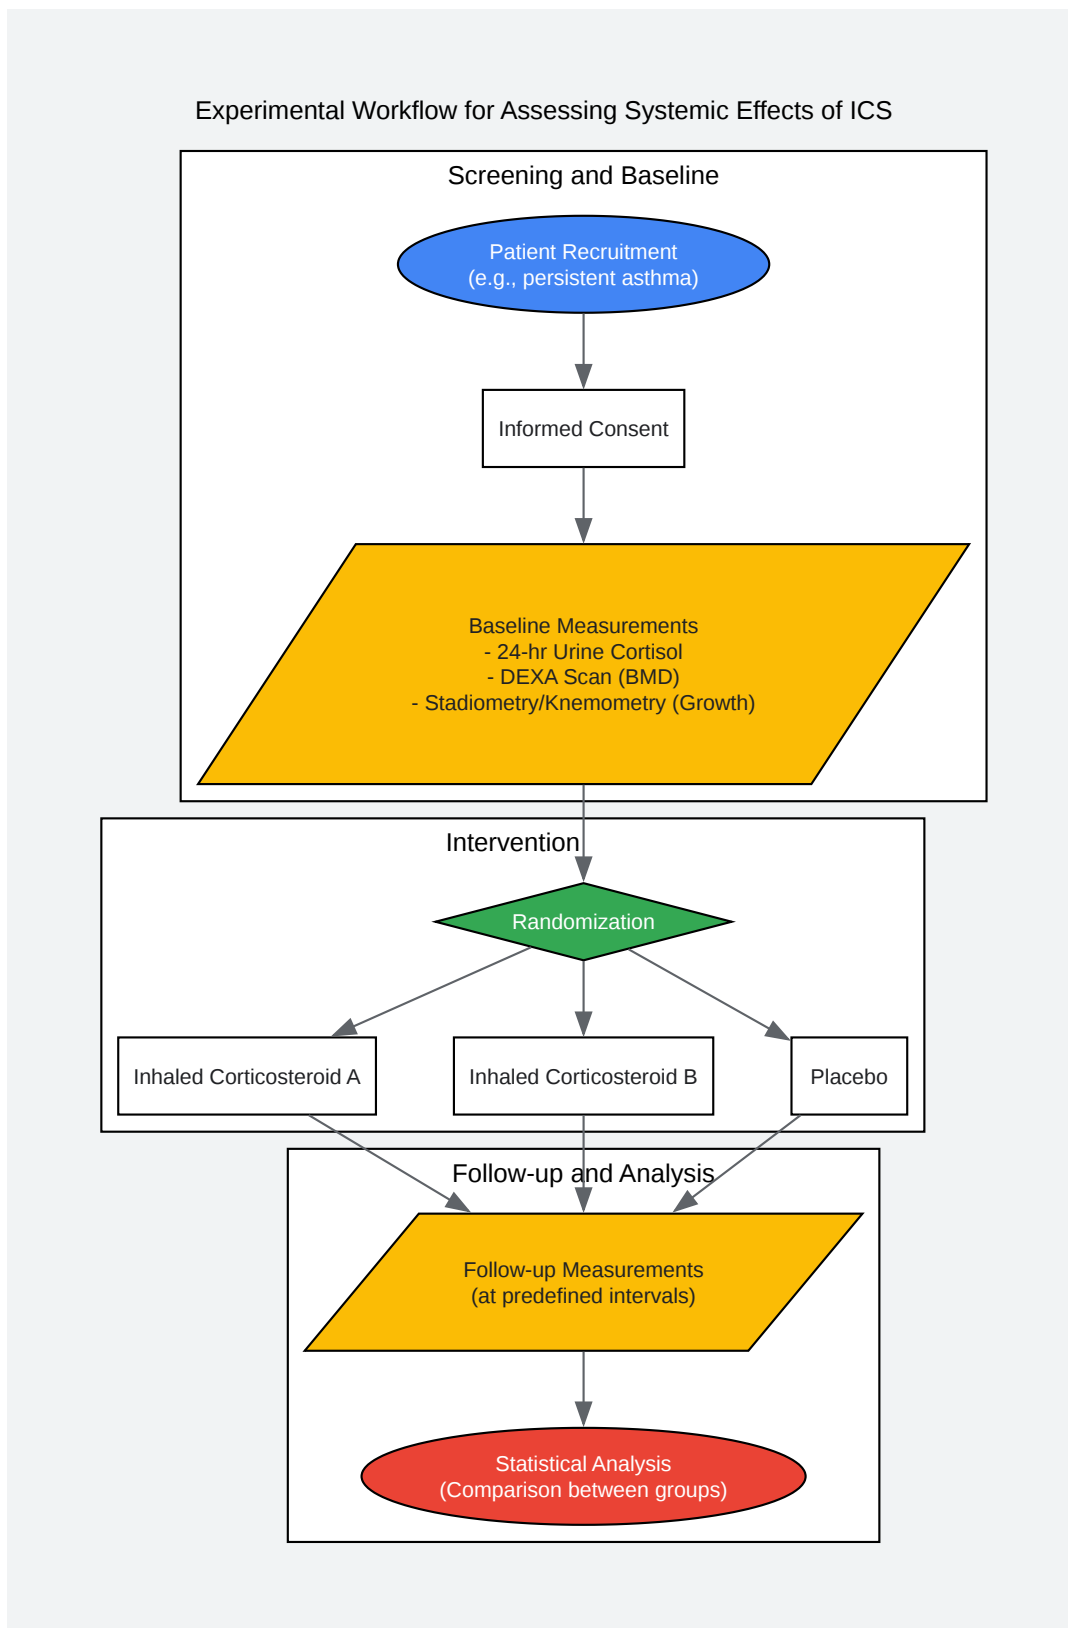 Experimental Workflow for Assessing Systemic Effects of ICS
Screening and Baseline
Patient Recruitment
(e.g., persistent asthma)
Informed Consent
Baseline Measurements
- 24-hr Urine Cortisol
- DEXA Scan (BMD)
- Stadiometry/Knemometry (Growth)
Intervention
Randomization
Inhaled Corticosteroid A
Inhaled Corticosteroid B
Placebo
Follow-up and Analysis
Follow-up Measurements
(at predefined intervals)
Statistical Analysis
(Comparison between groups)